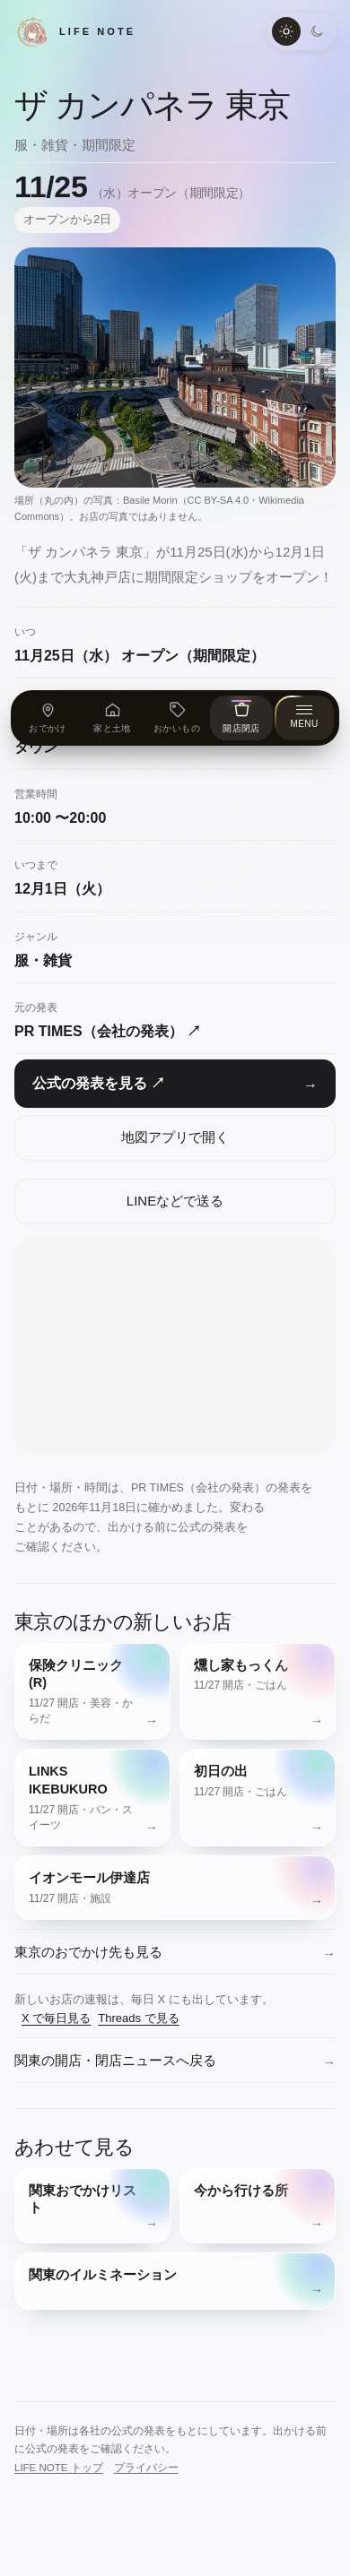 LIFE NOTE
ザ カンパネラ 東京
服・雑貨・期間限定
11/25 （水）オープン（期間限定）
オープンから2日
場所（丸の内）の写真：Basile Morin（CC BY-SA 4.0・Wikimedia
Commons）。お店の写真ではありません。
「ザ カンパネラ 東京」が11月25日(水)から12月1日
(火)まで大丸神戸店に期間限定ショップをオープン！
いつ
11月25日（水） オープン（期間限定）
おでかけ 家と土地 おかいもの 開店閉店 MENU
タウン
営業時間
10:00 〜20:00
いつまで
12月1日（火）
ジャンル
服・雑貨
元の発表
PR TIMES（会社の発表） ↗
公式の発表を見る ↗ →
地図アプリで開く
LINEなどで送る
日付・場所・時間は、PR TIMES（会社の発表）の発表を
もとに 2026年11月18日に確かめました。変わる
ことがあるので、出かける前に公式の発表を
ご確認ください。
東京のほかの新しいお店
保険クリニック
(R)
11/27 開店・美容・か
らだ →
燻し家もっくん
11/27 開店・ごはん
→
LINKS
IKEBUKURO
11/27 開店・パン・ス
イーツ →
初日の出
11/27 開店・ごはん
→
イオンモール伊達店
11/27 開店・施設 →
東京のおでかけ先も見る →
新しいお店の速報は、毎日 X にも出しています。
X で毎日見る Threads で見る
関東の開店・閉店ニュースへ戻る →
あわせて見る
関東おでかけリス
ト →
今から行ける所
→
関東のイルミネーション
→
日付・場所は各社の公式の発表をもとにしています。出かける前
に公式の発表をご確認ください。
LIFE NOTE トップ プライバシー